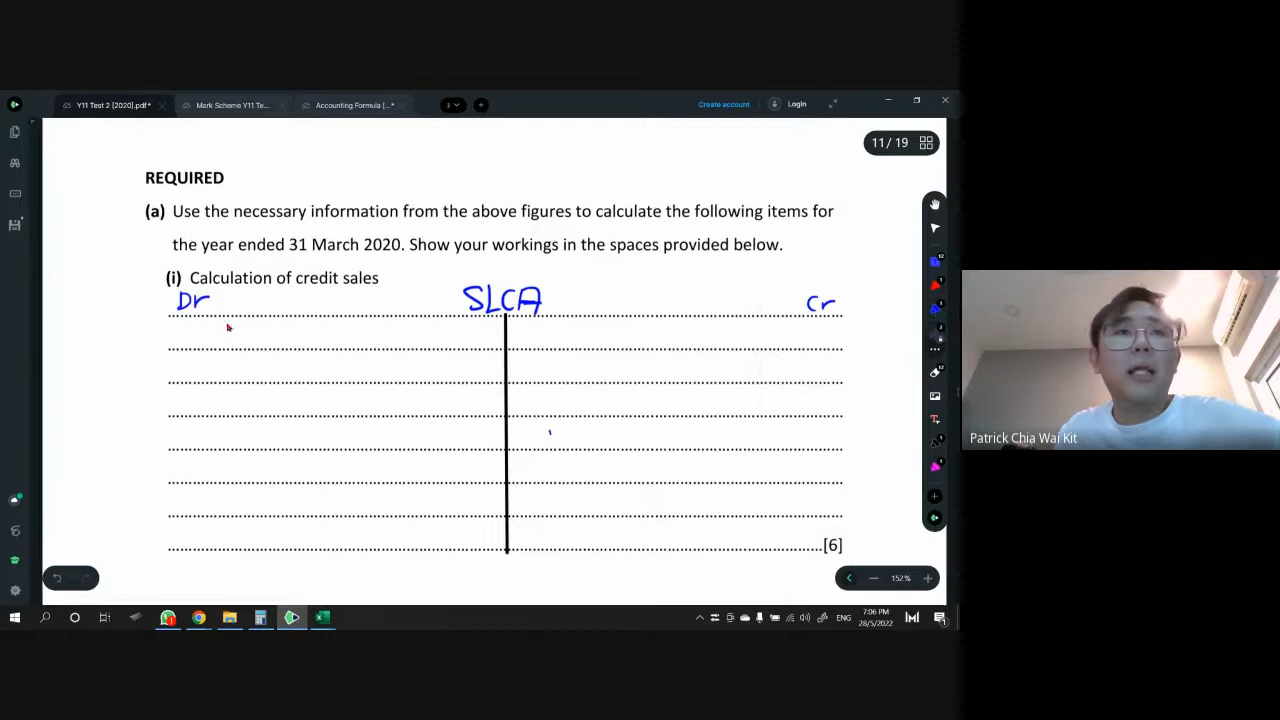 Y11 Test 2 [2020].pdf* Mark Scheme Y11 Te... Accounting Formula [...* 3 Create account Login
11 / 19
REQUIRED
(a) Use the necessary information from the above figures to calculate the following items for
the year ended 31 March 2020. Show your workings in the spaces provided below.
(i) Calculation of credit sales
Dr SLCA Cr
[6]
152%
Patrick Chia Wai Kit
ENG
7:06 PM
28/5/2022